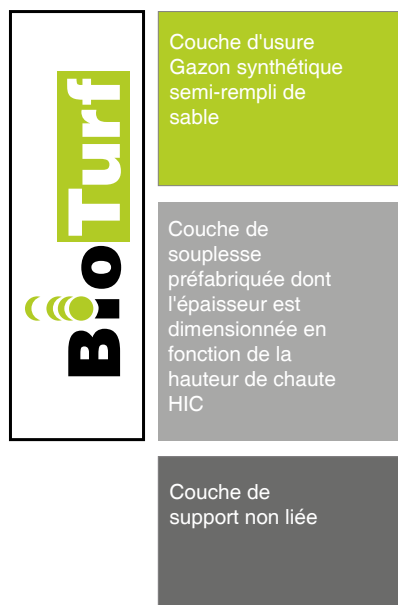 BioTurf
Couche d'usure
Gazon synthétique
semi-rempli de
sable
Couche de
souplesse
préfabriquée dont
l'épaisseur est
dimensionnée en
fonction de la
hauteur de chaute
HIC
Couche de
support non liée